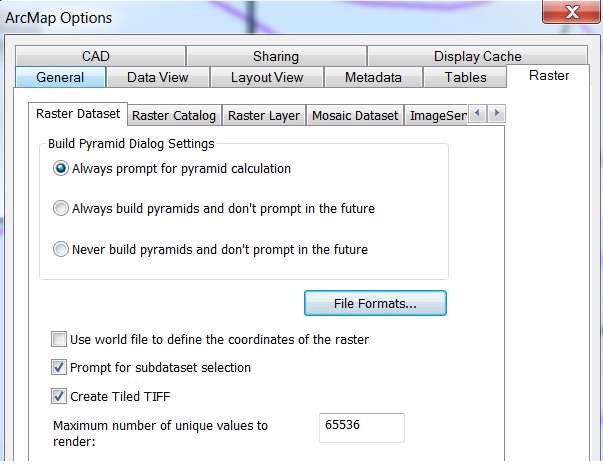 ArcMap Options
CAD Sharing Display Cache
General Data View Layout View Metadata Tables Raster
Raster Dataset Raster Catalog Raster Layer Mosaic Dataset ImageSer
Build Pyramid Dialog Settings
Always prompt for pyramid calculation
Always build pyramids and don't prompt in the future
Never build pyramids and don't prompt in the future
File Formats...
Use world file to define the coordinates of the raster
Prompt for subdataset selection
Create Tiled TIFF
Maximum number of unique values to 65536
render: